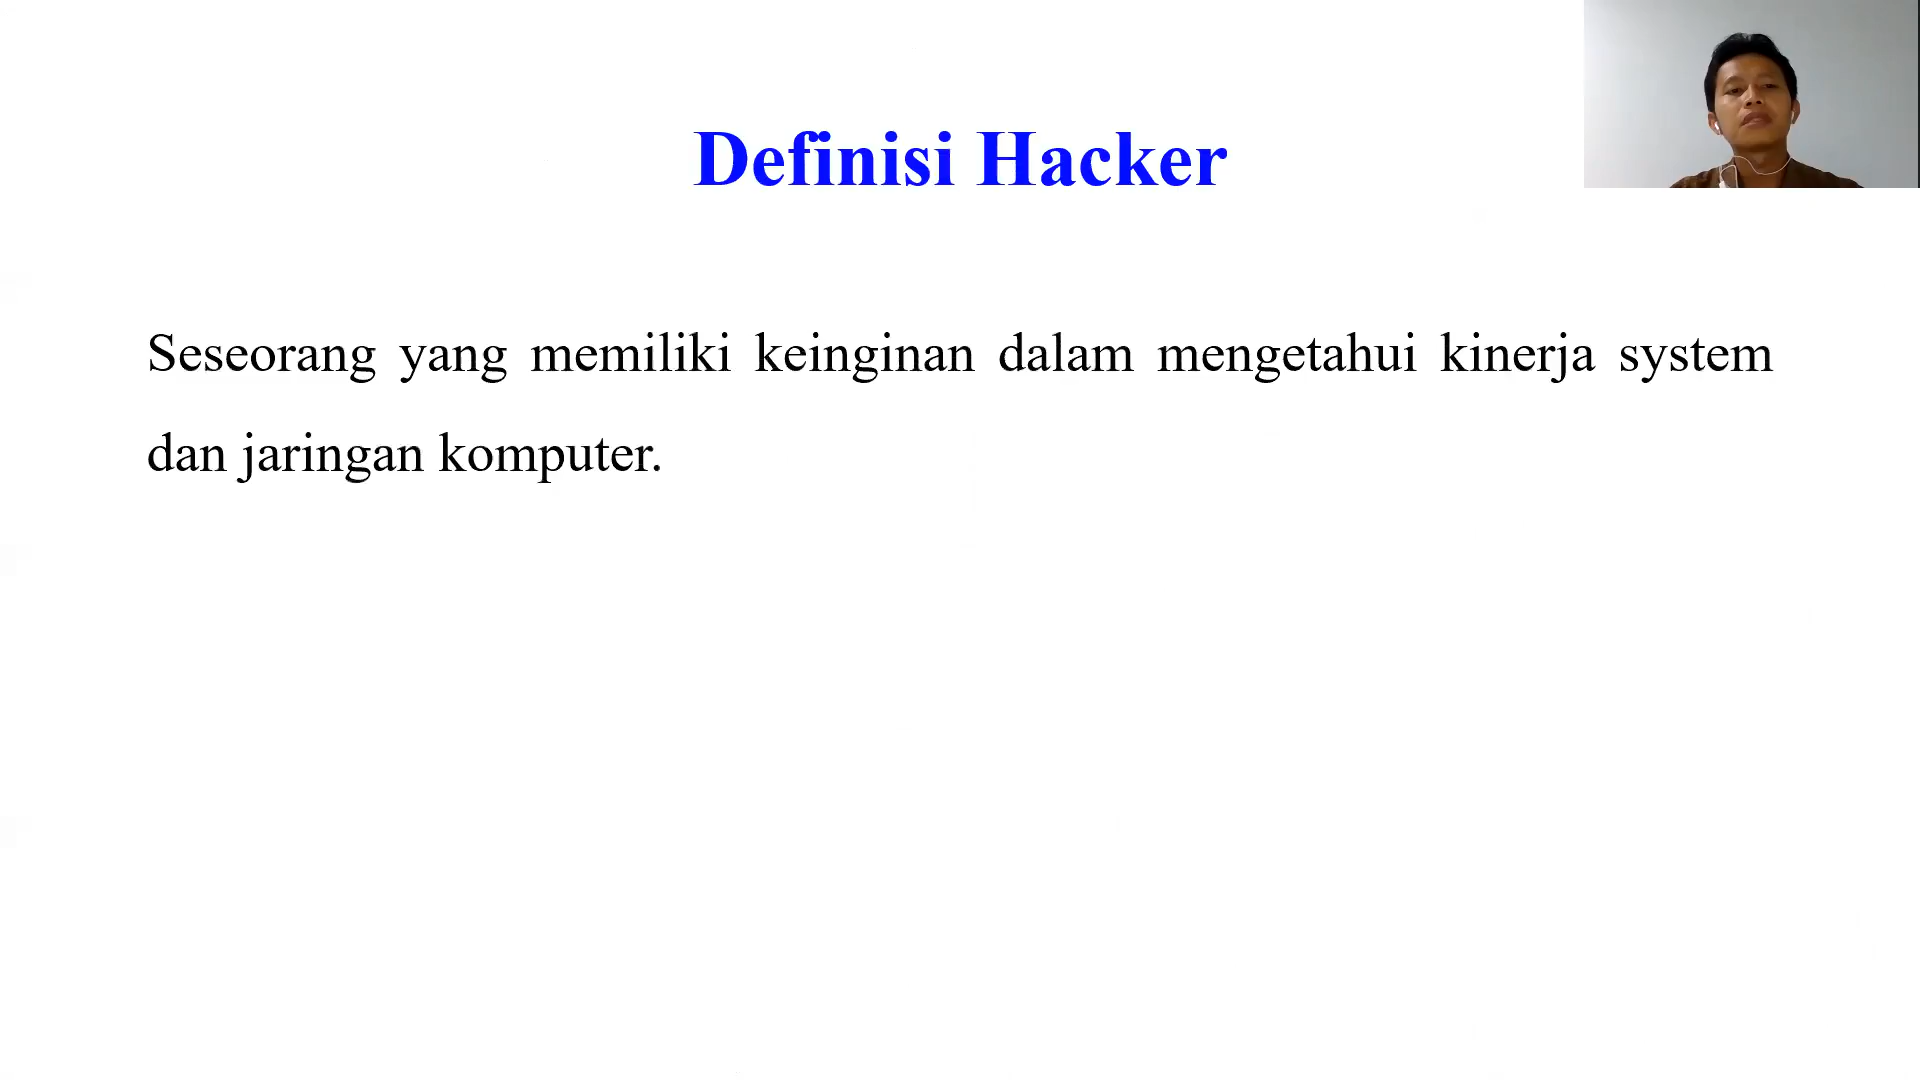 Definisi Hacker
Seseorang yang memiliki keinginan dalam mengetahui kinerja system
dan jaringan komputer.